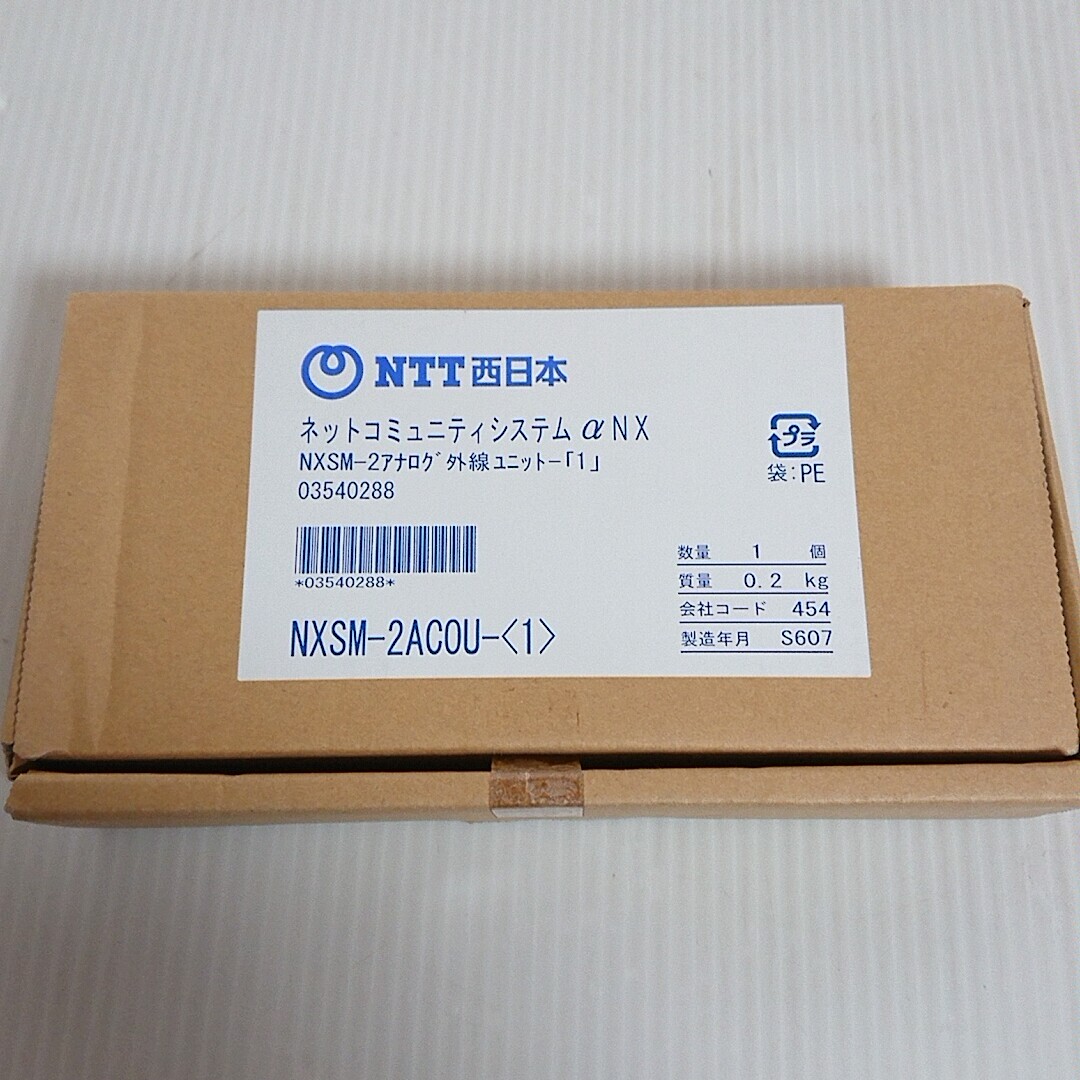 NTT西日本
ネットコミュニティシステムαNX
NXSM-2アナログ外線ユニット-「1」
03540288
*03540288*
NXSM-2ACOU-<1>
プラ
袋:PE
数量 1 個
質量 0.2 kg
会社コード 454
製造年月 S607